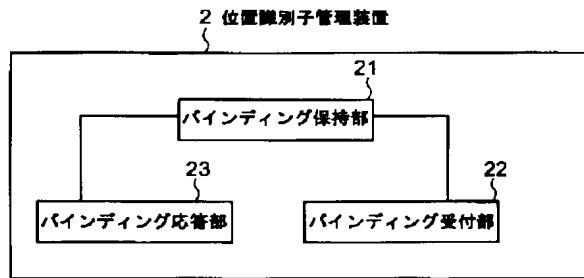 2 位置識別子管理装置
21
バインディング保持部
23
バインディング応答部
22
バインディング受付部